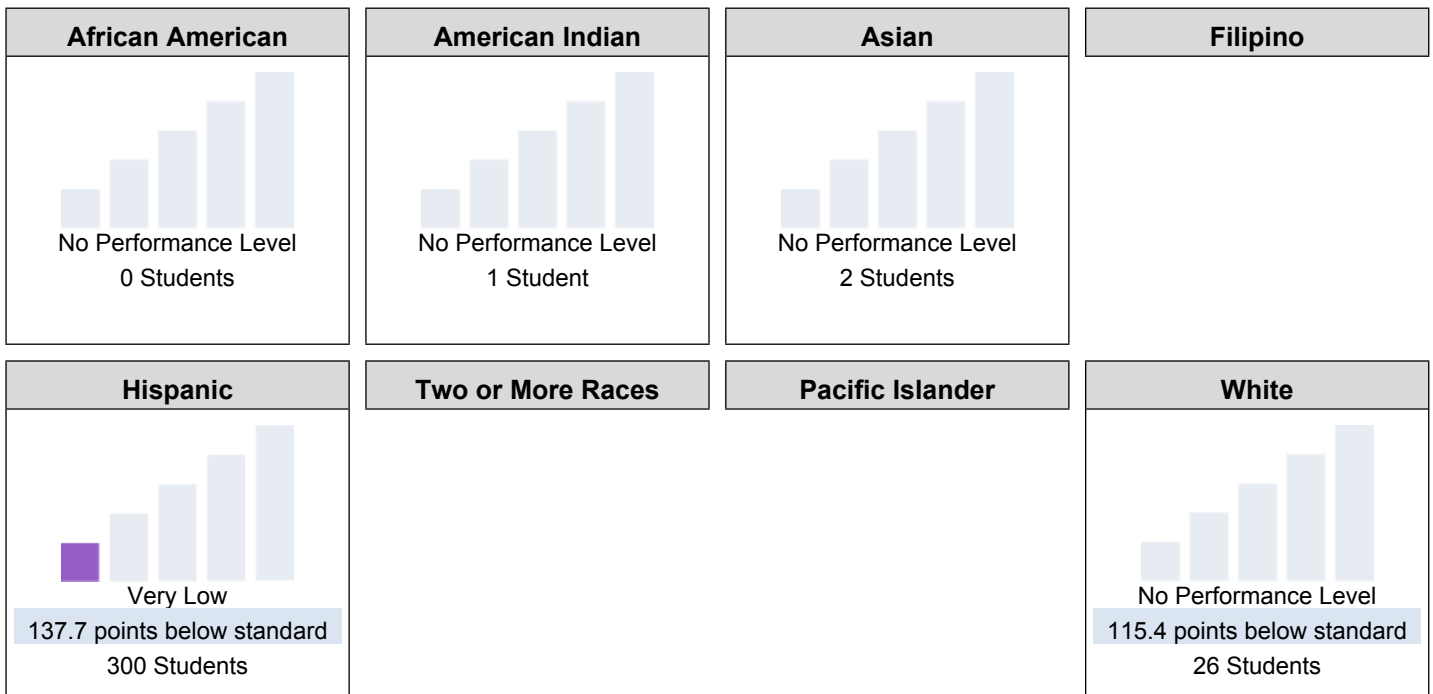 African American
No Performance Level
0 Students
American Indian
No Performance Level
1 Student
Asian
No Performance Level
2 Students
Filipino
Hispanic
Very Low
137.7 points below standard
300 Students
Two or More Races
Pacific Islander
White
No Performance Level
115.4 points below standard
26 Students